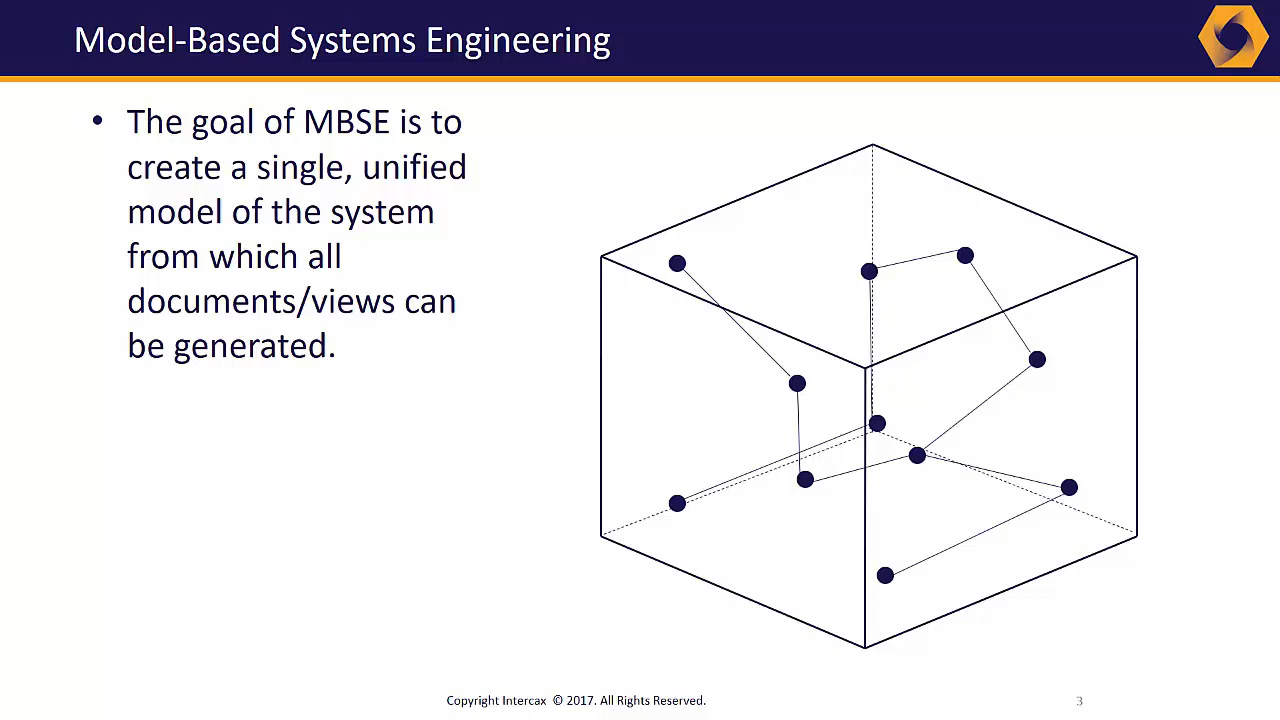 Model-Based Systems Engineering
• The goal of MBSE is to
create a single, unified
model of the system
from which all
documents/views can
be generated.
Copyright Intercax © 2017. All Rights Reserved.
3